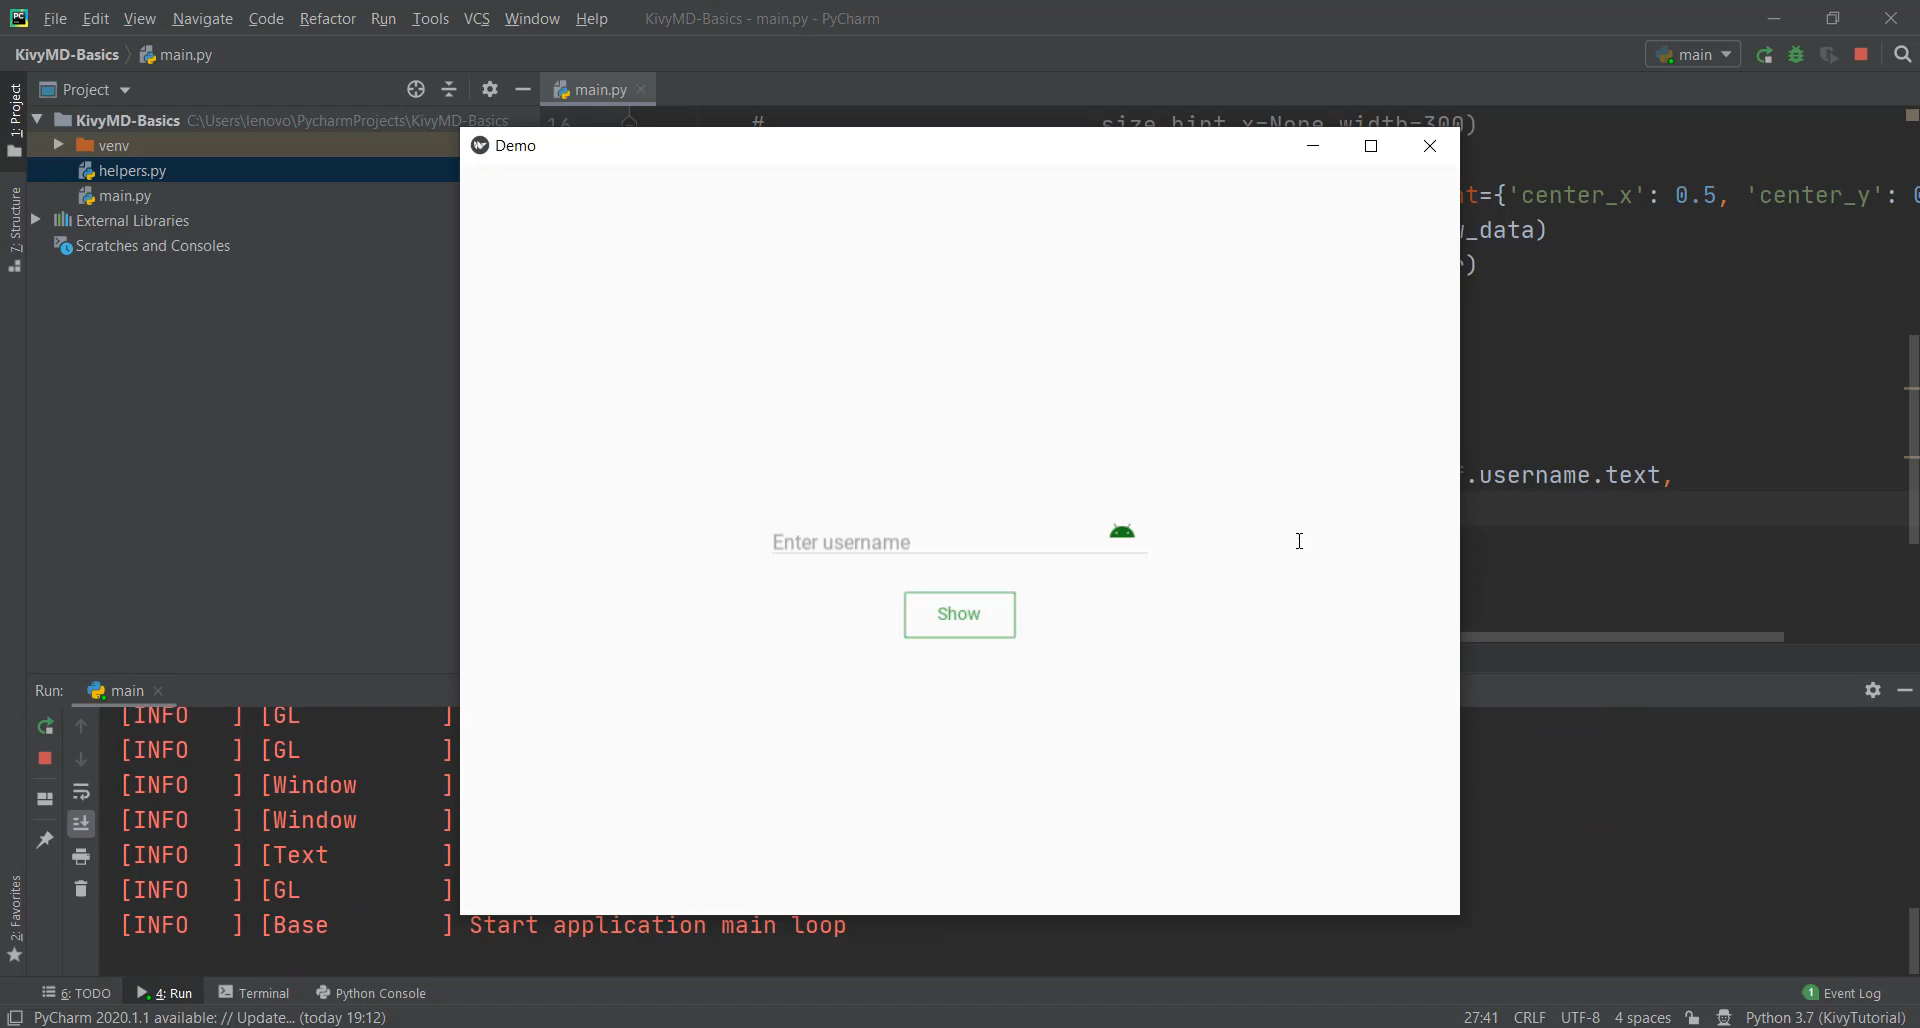 File Edit View Navigate Code Refactor Run Tools VCS Window Help KivyMD-Basics - main.py - PyCharm
KivyMD-Basics main.py main
Project main.py
KivyMD-Basics C:\Users\lenovo\PycharmProjects\KivyMD-Basics
16 # size_hint_x=None,width=300)
venv
helpers.py
main.py
External Libraries
Scratches and Consoles
1: Project
7: Structure
2: Favorites
Demo
t={'center_x': 0.5, 'center_y':
_data)
)
.username.text,
Enter username
Show
Run: main
[INFO ] [GL ]
[INFO ] [GL ]
[INFO ] [Window ]
[INFO ] [Window ]
[INFO ] [Text ]
[INFO ] [GL ]
[INFO ] [Base ] Start application main loop
6: TODO 4: Run Terminal Python Console 1 Event Log
PyCharm 2020.1.1 available: // Update... (today 19:12) 27:41 CRLF UTF-8 4 spaces Python 3.7 (KivyTutorial)